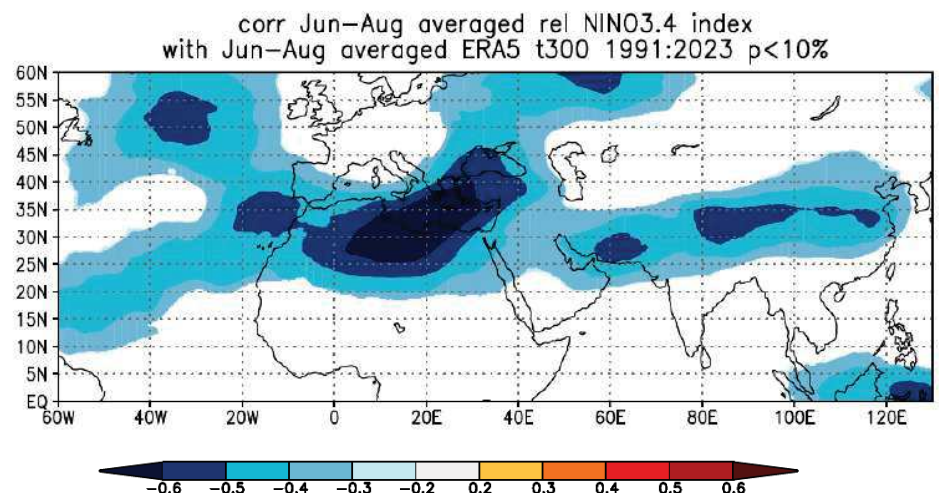 corr Jun-Aug averaged rel NINO3.4 index
with Jun-Aug averaged ERA5 t300 1991:2023 p<10%
60N
55N
50N
45N
40N
35N
30N
25N
20N
15N
10N
5N
EQ
60W 40W 20W 0 20E 40E 60E 80E 100E 120E
-0.6 -0.5 -0.4 -0.3 -0.2 0.2 0.3 0.4 0.5 0.6